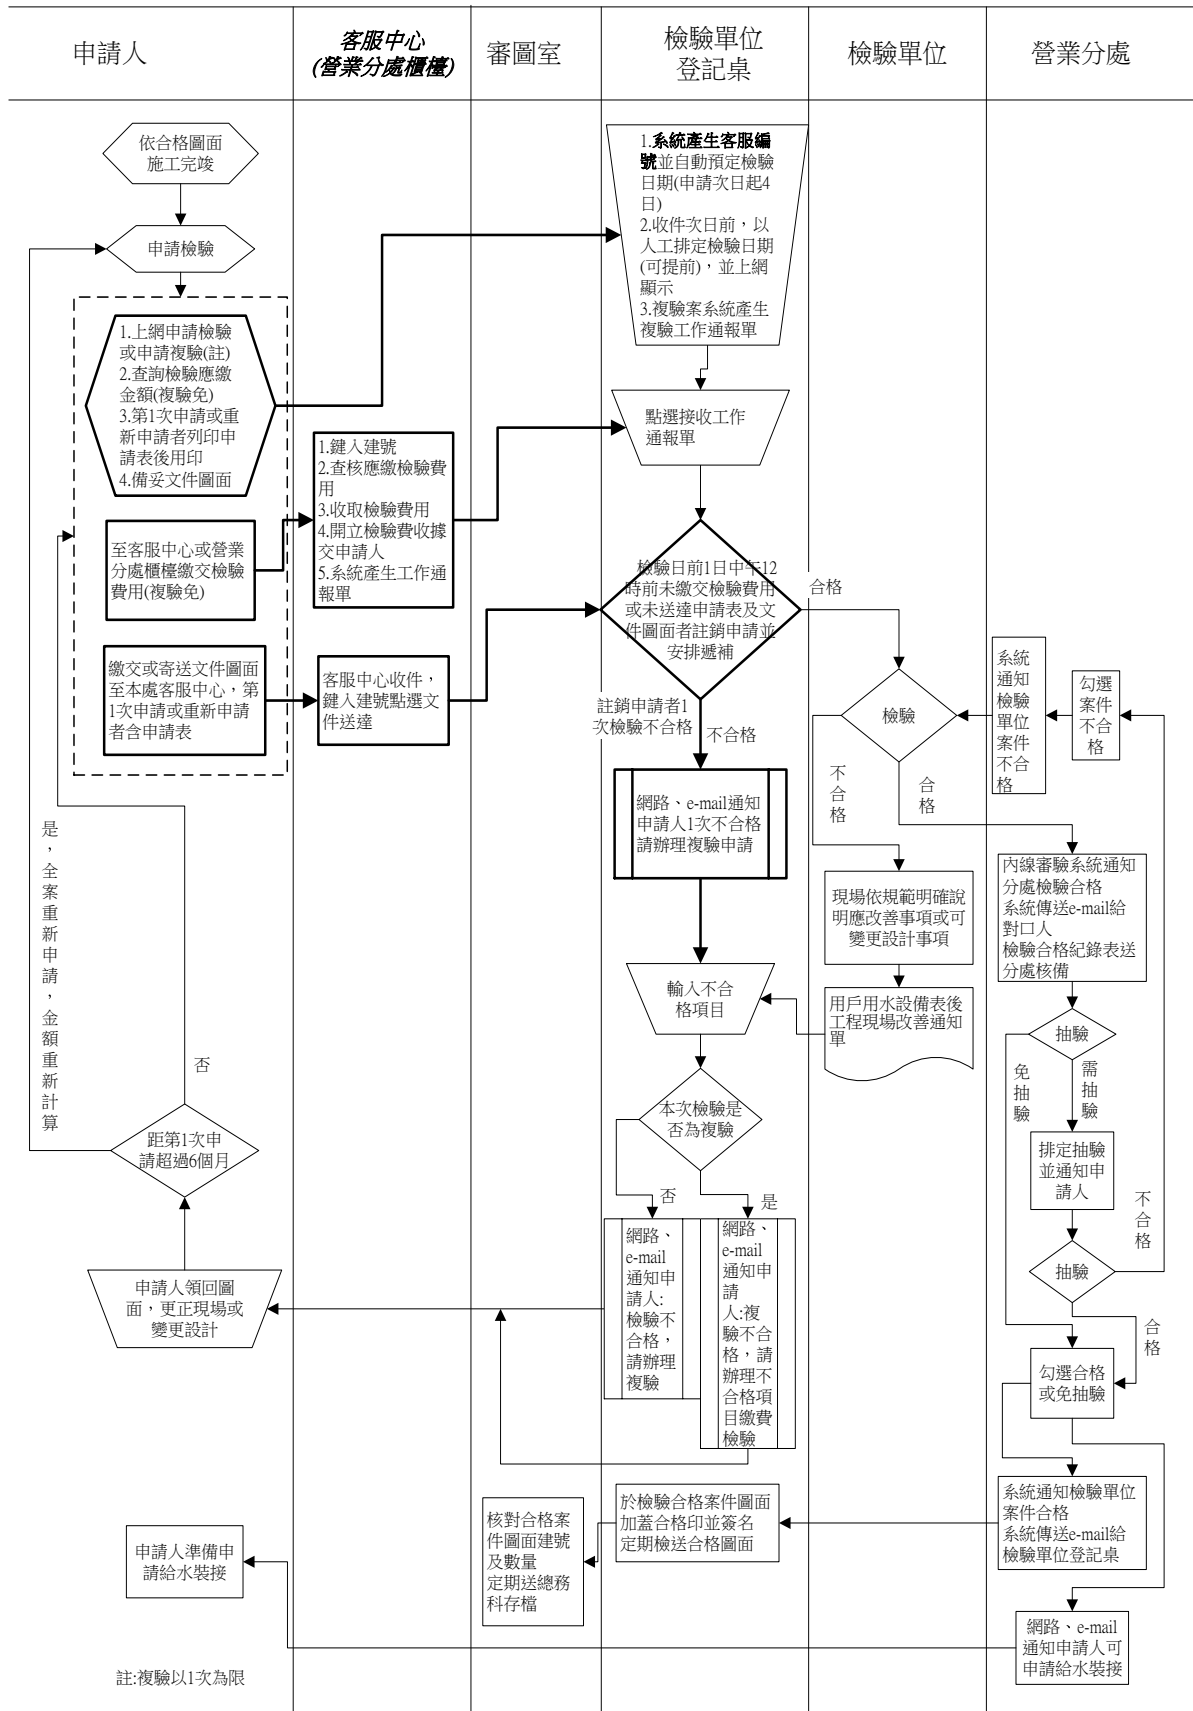 申請人
客服中心
(營業分處櫃檯)
審圖室
檢驗單位
登記桌
檢驗單位
營業分處
依合格圖面
施工完竣
申請檢驗
1.上網申請檢驗
或申請複驗(註)
2.查詢檢驗應繳
金額(複驗免)
3.第1次申請或重
新申請者列印申
請表後用印
4.備妥文件圖面
至客服中心或營業
分處櫃檯繳交檢驗
費用(複驗免)
繳交或寄送文件圖面
至本處客服中心，第
1次申請或重新申請
者含申請表
是，全案重新申請，金額重新計算
否
距第1次申
請超過6個月
申請人領回圖
面，更正現場或
變更設計
申請人準備申
請給水裝接
註:複驗以1次為限
1.鍵入建號
2.查核應繳檢驗費
用
3.收取檢驗費用
4.開立檢驗費收據
交申請人
5.系統產生工作通
報單
客服中心收件，
鍵入建號點選文
件送達
核對合格案
件圖面建號
及數量
定期送總務
科存檔
1.系統產生客服編
號並自動預定檢驗
日期(申請次日起4
日)
2.收件次日前，以
人工排定檢驗日期
(可提前)，並上網
顯示
3.複驗案系統產生
複驗工作通報單
點選接收工作
通報單
檢驗日前1日中午12
時前未繳交檢驗費用
或未送達申請表及文
件圖面者註銷申請並
安排遞補
合格
註銷申請者1
次檢驗不合格
不合格
網路、e-mail通知
申請人1次不合格
請辦理複驗申請
輸入不合
格項目
本次檢驗是
否為複驗
否
是
網路、
e-mail
通知申
請人:
檢驗不
合格，
請辦理
複驗
網路、
e-mail
通知申
請
人:複
驗不合
格，請
辦理不
合格項
目繳費
檢驗
於檢驗合格案件圖面
加蓋合格印並簽名
定期檢送合格圖面
檢驗
不合格
合格
現場依規範明確說
明應改善事項或可
變更設計事項
用戶用水設備表後
工程現場改善通知
單
系統
通知
檢驗
單位
案件
不合
格
勾選
案件
不合
格
內線審驗系統通知
分處檢驗合格
系統傳送e-mail給
對口人
檢驗合格紀錄表送
分處核備
抽驗
免抽驗
需抽驗
排定抽驗
並通知申
請人
不合格
抽驗
合格
勾選合格
或免抽驗
系統通知檢驗單位
案件合格
系統傳送e-mail給
檢驗單位登記桌
網路、e-mail
通知申請人可
申請給水裝接